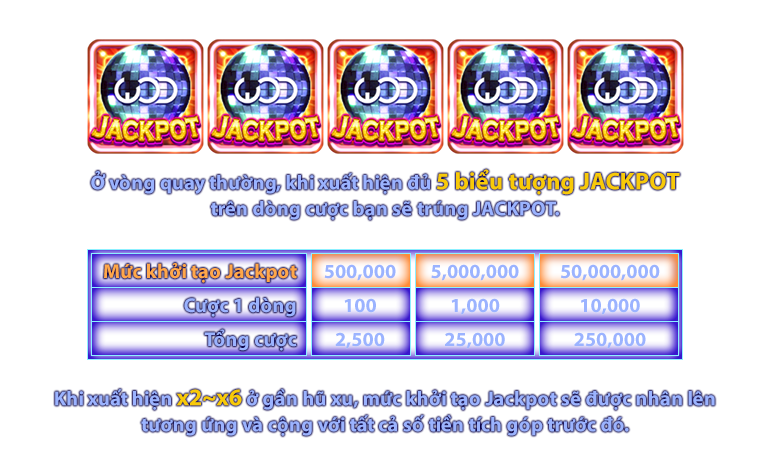 JACKPOT JACKPOT JACKPOT JACKPOT JACKPOT
Ở vòng quay thường, khi xuất hiện đủ 5 biểu tượng JACKPOT
trên dòng cược bạn sẽ trúng JACKPOT.
Mức khởi tạo Jackpot 500,000 5,000,000 50,000,000
Cược 1 dòng 100 1,000 10,000
Tổng cược 2,500 25,000 250,000
Khi xuất hiện x2~x6 ở gần hũ xu, mức khởi tạo Jackpot sẽ được nhân lên
tương ứng và cộng với tất cả số tiền tích góp trước đó.